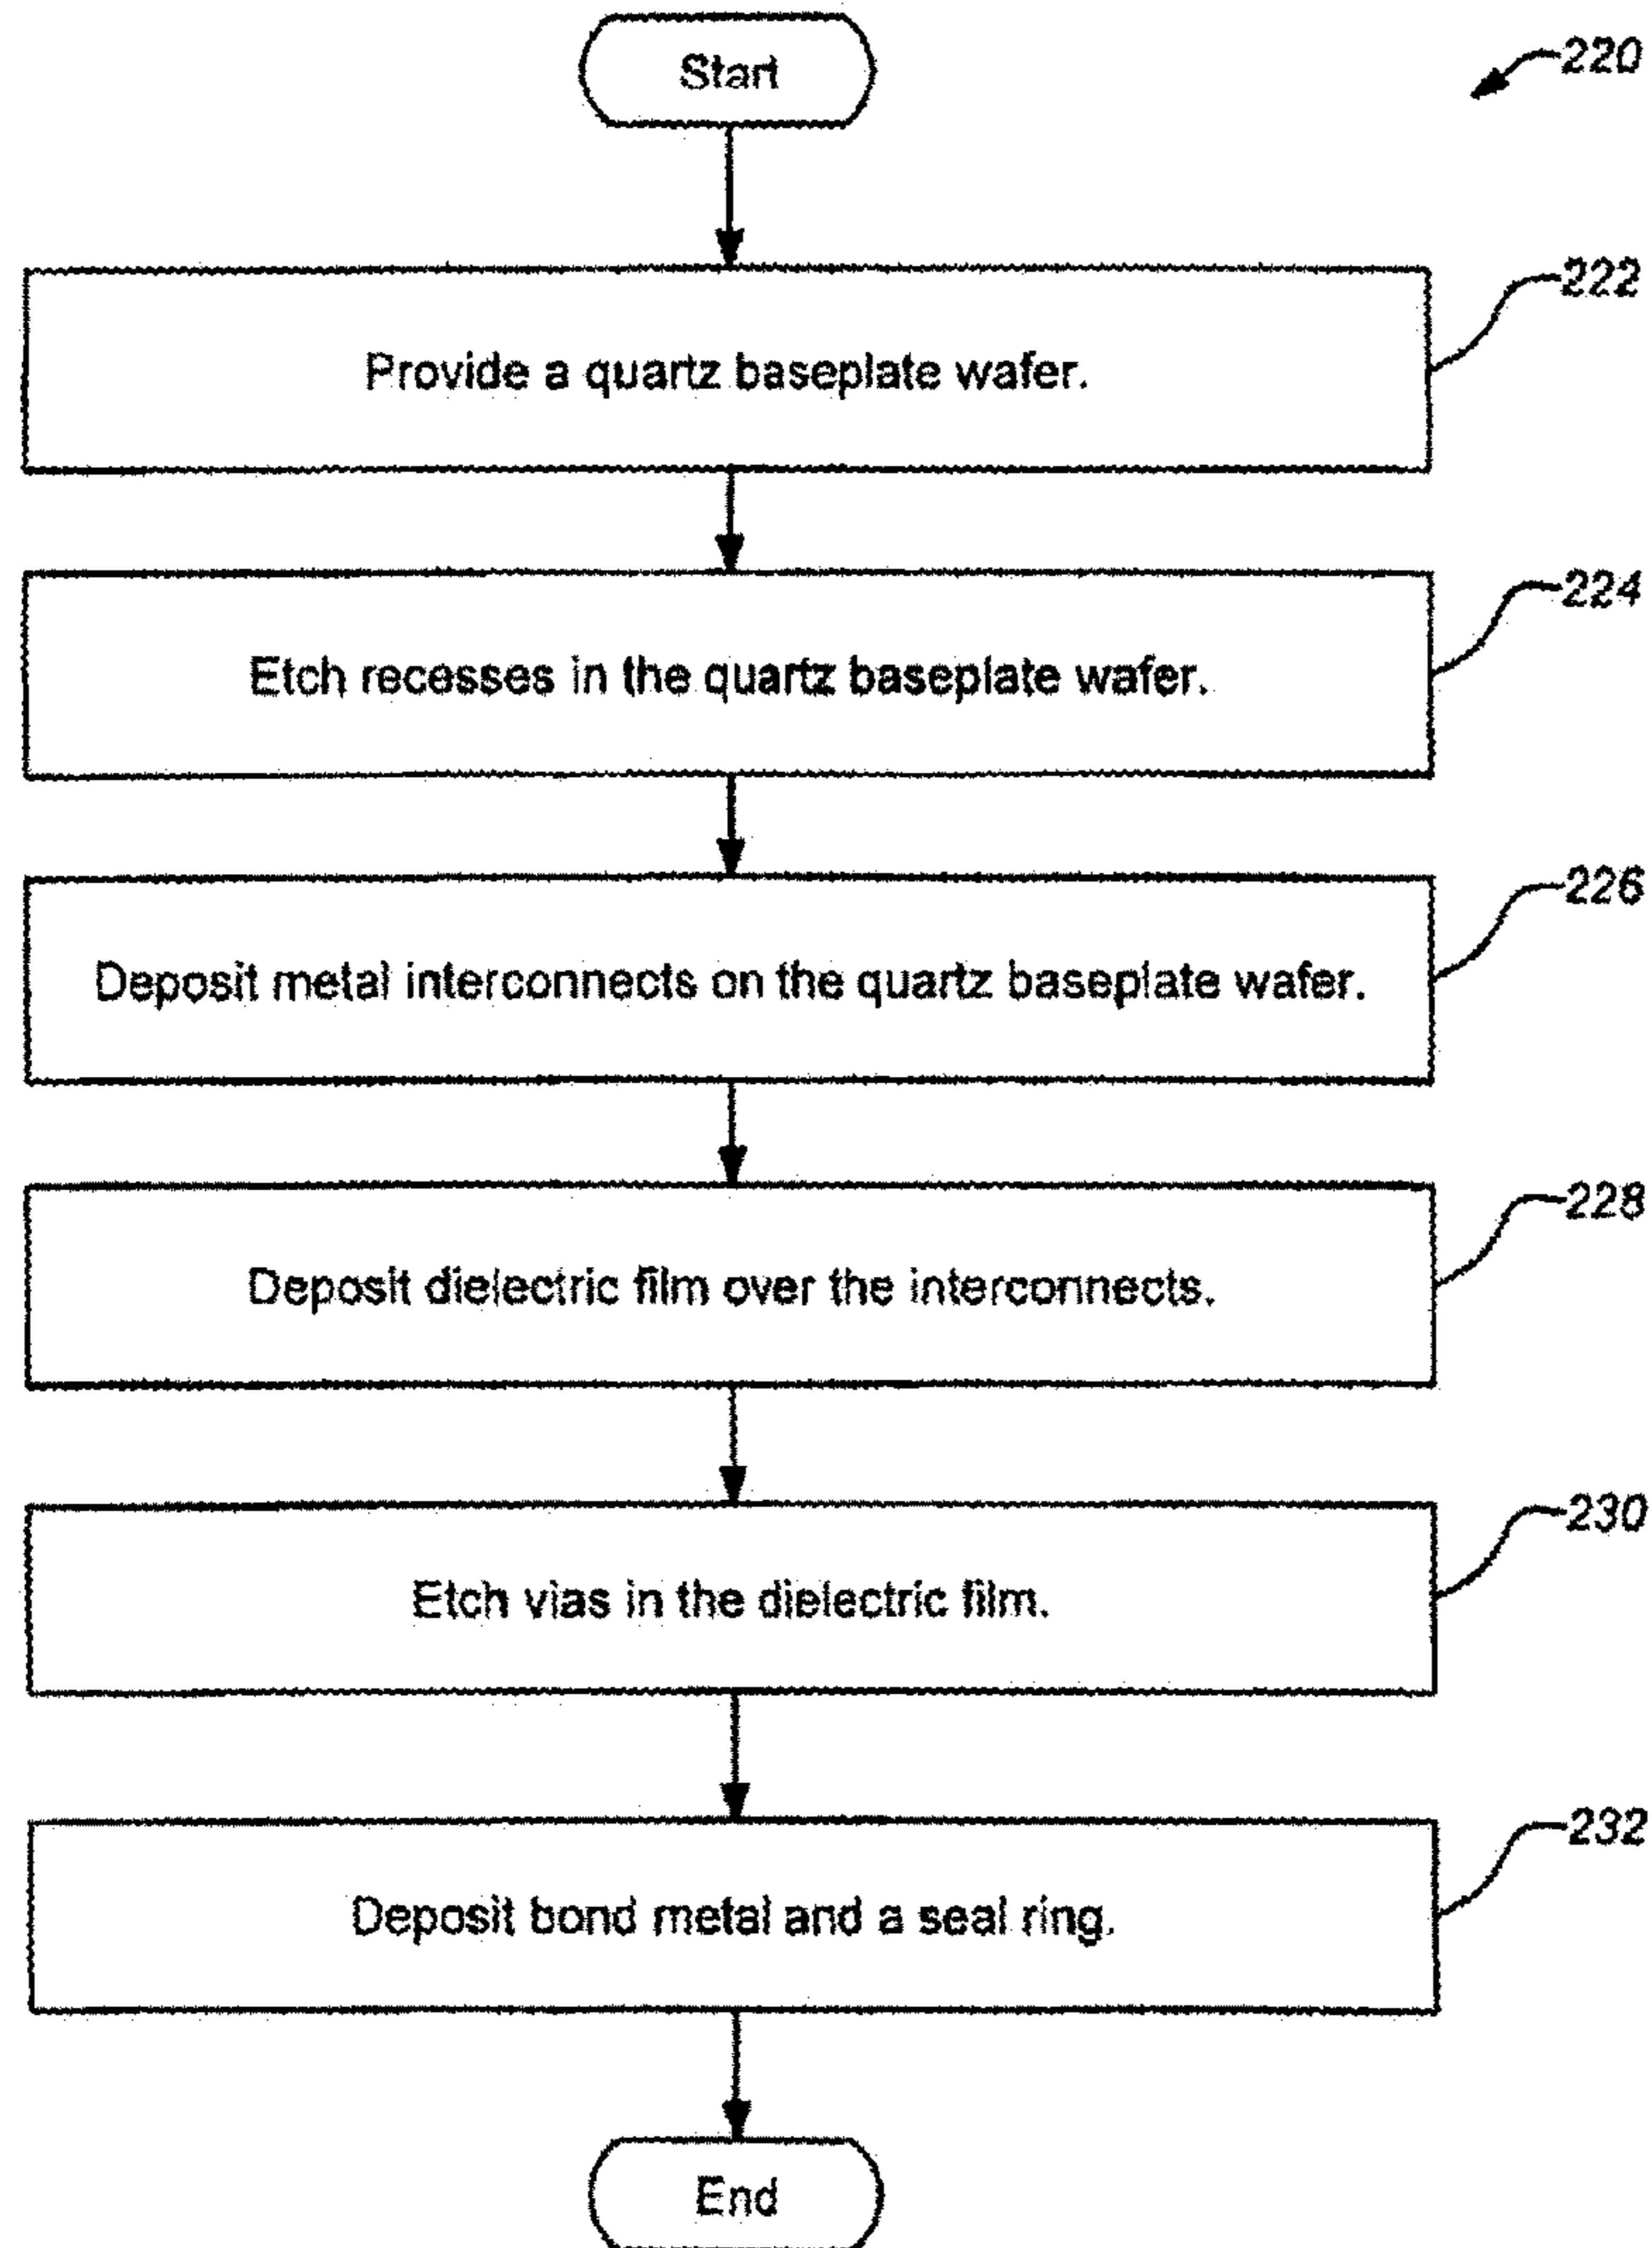 Start
220
222
Provide a quartz baseplate wafer.
224
Etch recesses in the quartz baseplate wafer.
226
Deposit metal interconnects on the quartz baseplate wafer.
228
Deposit dielectric film over the interconnects.
230
Etch vias in the dielectric film.
232
Deposit bond metal and a seal ring.
End